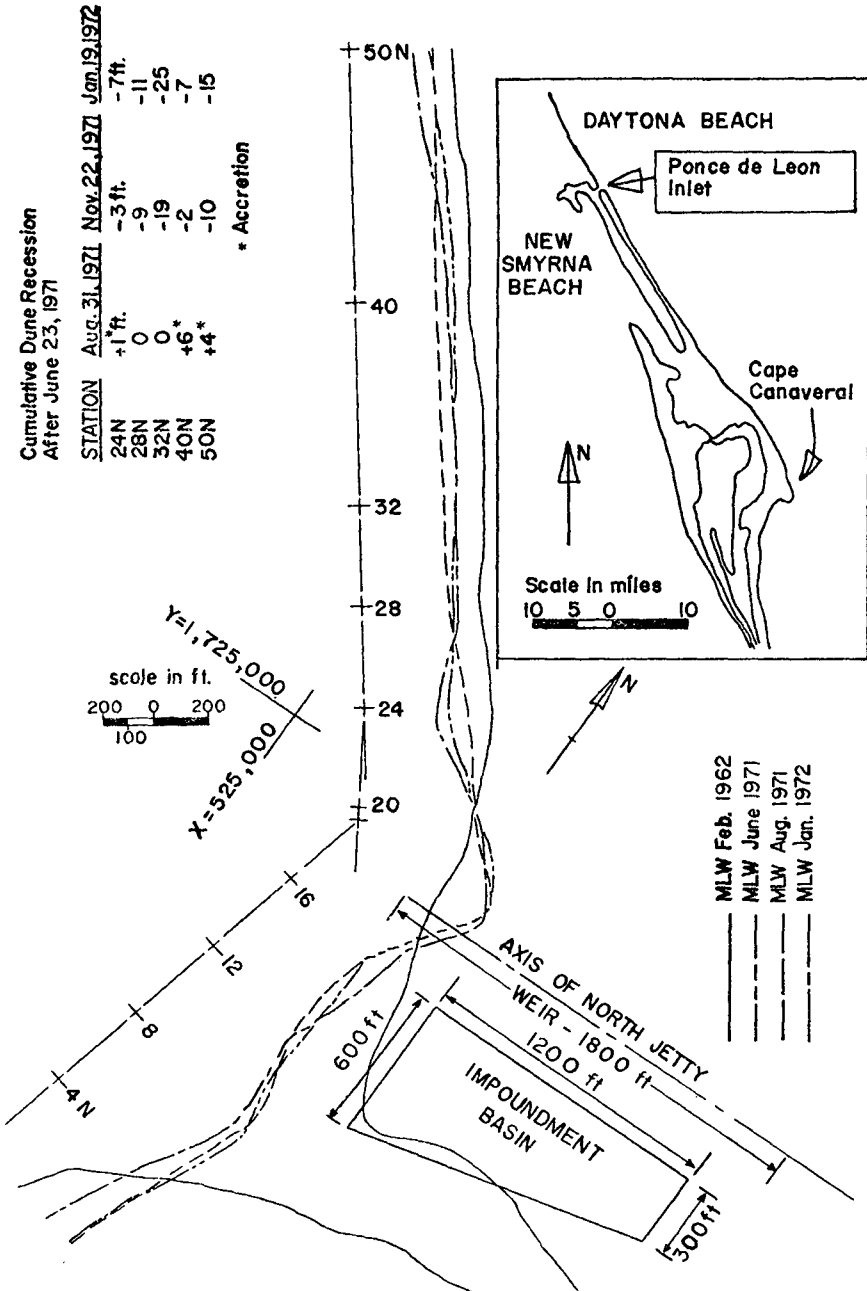 Cumulative Dune Recession
After June 23, 1971
STATION Aug. 31, 1971 Nov. 22, 1971 Jan. 19, 1972
24N +1*ft. -3 ft. -7ft.
28N 0 -9 -11
32N 0 -19 -25
40N +6* -2 -7
50N +4* -10 -15
* Accretion
50N
40
32
28
24
20
16
12
8
4 N
Y=1,725,000
X=525,000
scale in ft.
200 0 200
100
DAYTONA BEACH
Ponce de Leon
Inlet
NEW
SMYRNA
BEACH
Cape
Canaveral
N
Scale in miles
10 5 0 10
N
MLW Feb. 1962
MLW June 1971
MLW Aug. 1971
MLW Jan. 1972
AXIS OF NORTH JETTY
WEIR - 1800 ft
1200 ft
600 ft
IMPOUNDMENT
BASIN
300 ft